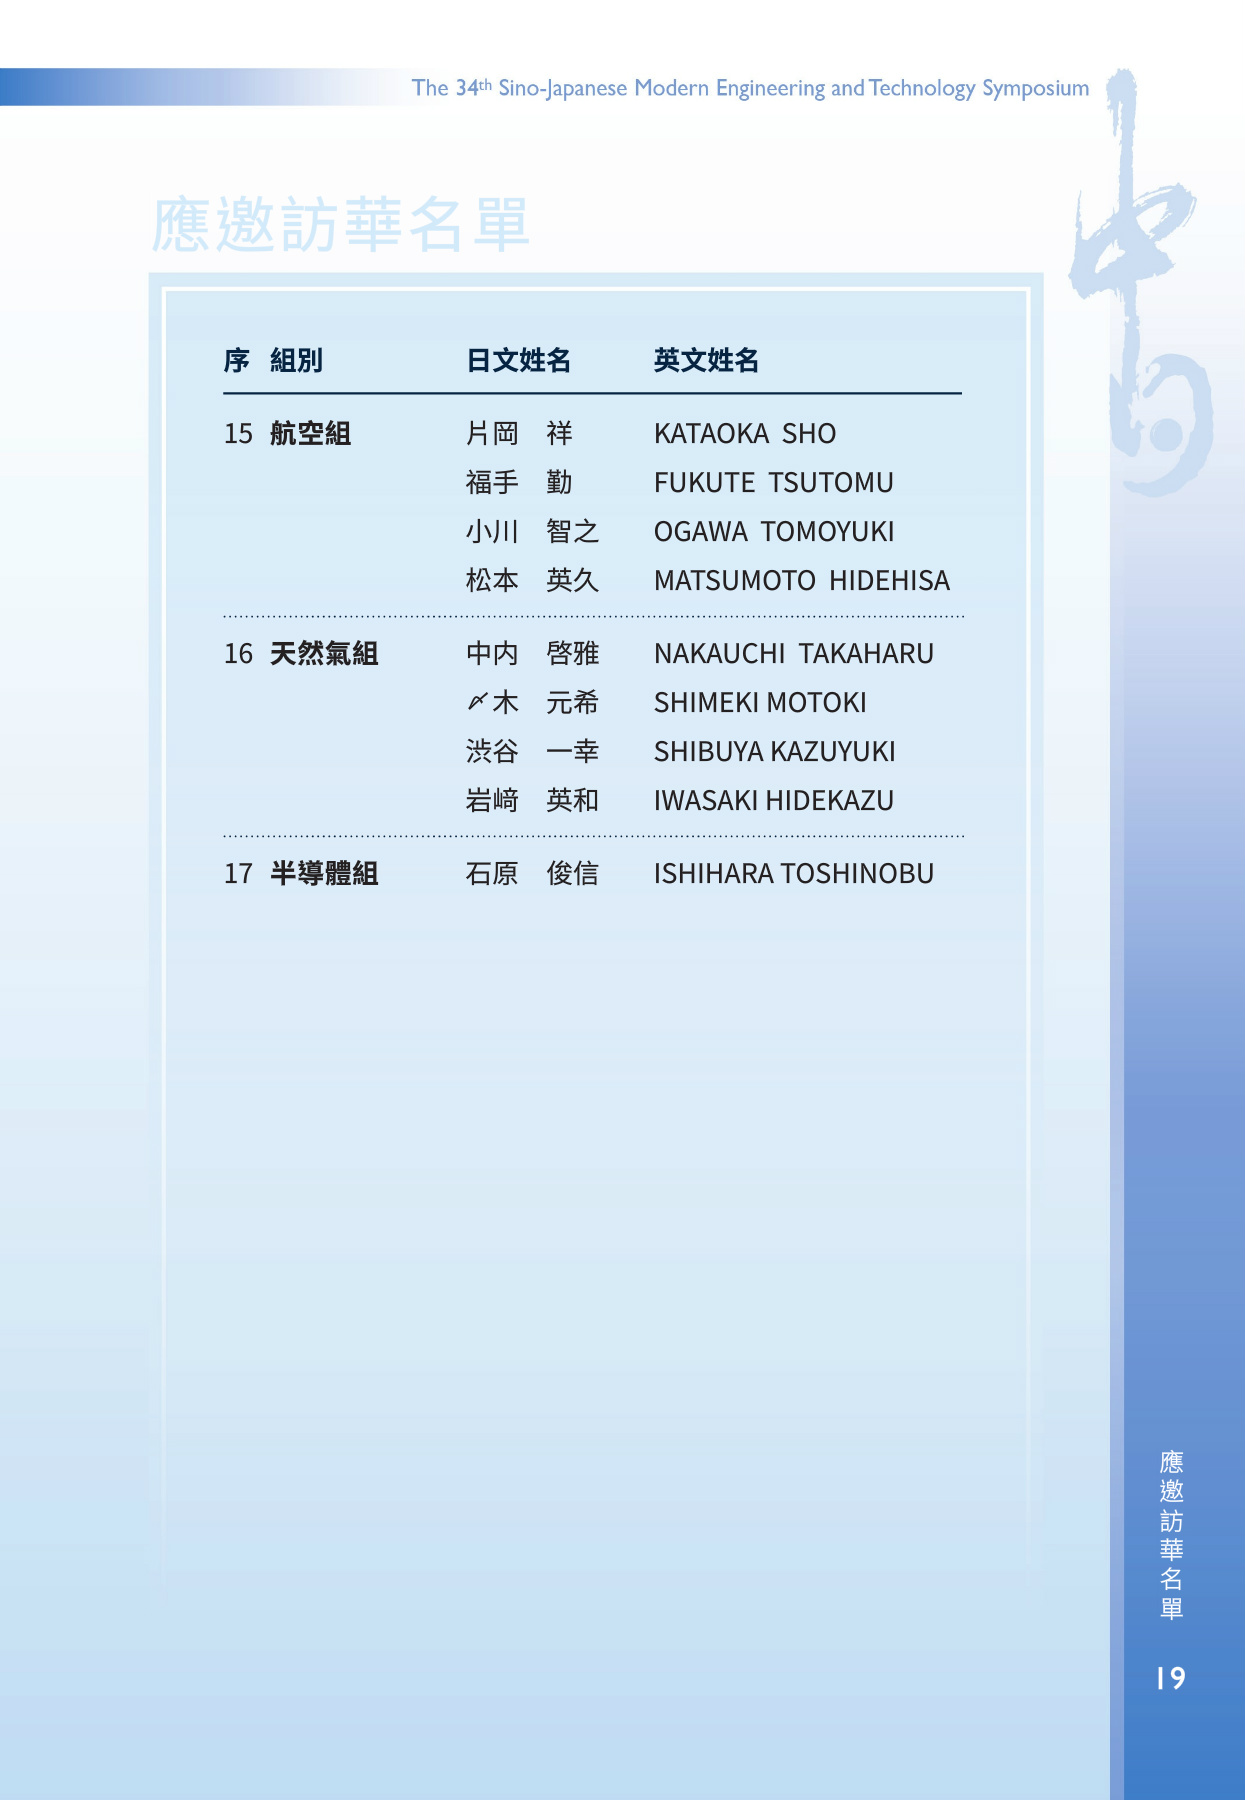 The 34th Sino-Japanese Modern Engineering and Technology Symposium
應邀訪華名單
序 組別 日文姓名 英文姓名
15 航空組 片岡 祥 KATAOKA SHO
福手 勤 FUKUTE TSUTOMU
小川 智之 OGAWA TOMOYUKI
松本 英久 MATSUMOTO HIDEHISA
16 天然氣組 中内 啓雅 NAKAUCHI TAKAHARU
〆木 元希 SHIMEKI MOTOKI
渋谷 一幸 SHIBUYA KAZUYUKI
岩﨑 英和 IWASAKI HIDEKAZU
17 半導體組 石原 俊信 ISHIHARA TOSHINOBU
應邀訪華名單
19